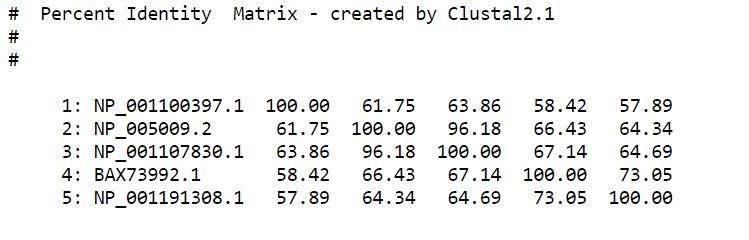 #  Percent Identity  Matrix - created by Clustal2.1
#
#
1: NP_001100397.1  100.00   61.75   63.86   58.42   57.89
2: NP_005009.2      61.75  100.00   96.18   66.43   64.34
3: NP_001107830.1   63.86   96.18  100.00   67.14   64.69
4: BAX73992.1       58.42   66.43   67.14  100.00   73.05
5: NP_001191308.1   57.89   64.34   64.69   73.05  100.00